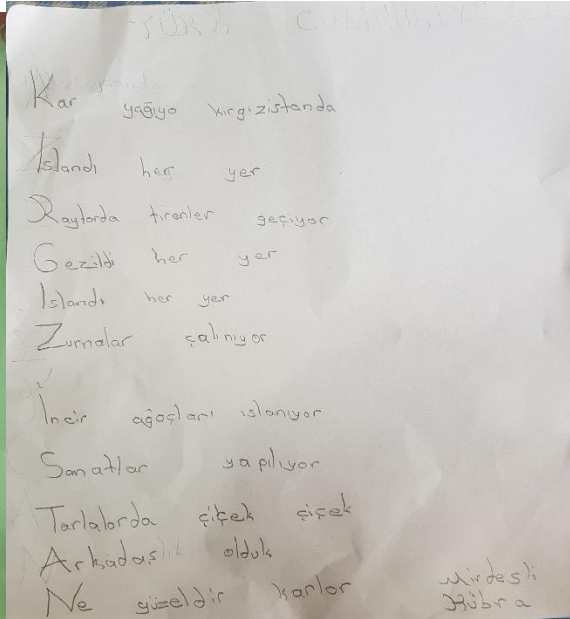 TÜRK
Kar yağıyo kırgızistanda
Islandı her yer
Raylarda tirenler geçiyor
Gezildi her yer
Islandı her yer
Zurnalar çalınıyor
İncir ağaçları ıslanıyor
Sanatlar yapılıyor
Tarlalarda çiçek çiçek
Arkadaşlık olduk
Ne güzeldir karlar
Kübra